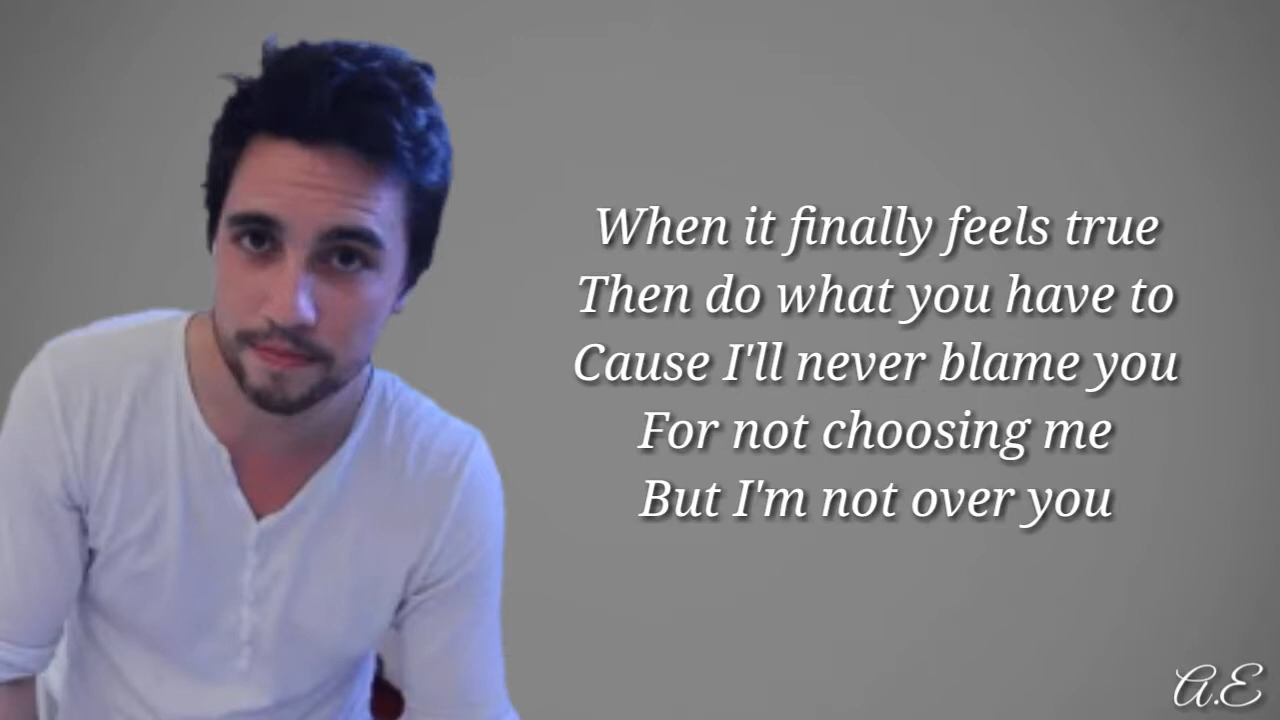 When it finally feels true
Then do what you have to
Cause I'll never blame you
For not choosing me
But I'm not over you
A.E